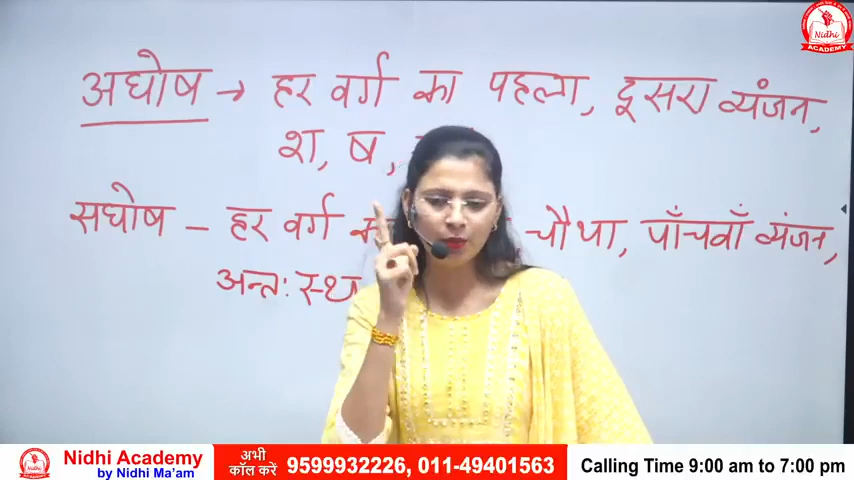 Nidhi
ACADEMY
अघोष → हर वर्ग का पहला, दूसरा व्यंजन,
श, ष,
सघोष – हर वर्ग चौथा, पाँचवाँ व्यंजन,
अन्तः स्थ
Nidhi Academy
by Nidhi Ma'am
अभी
कॉल करें
9599932226, 011-49401563
Calling Time 9:00 am to 7:00 pm